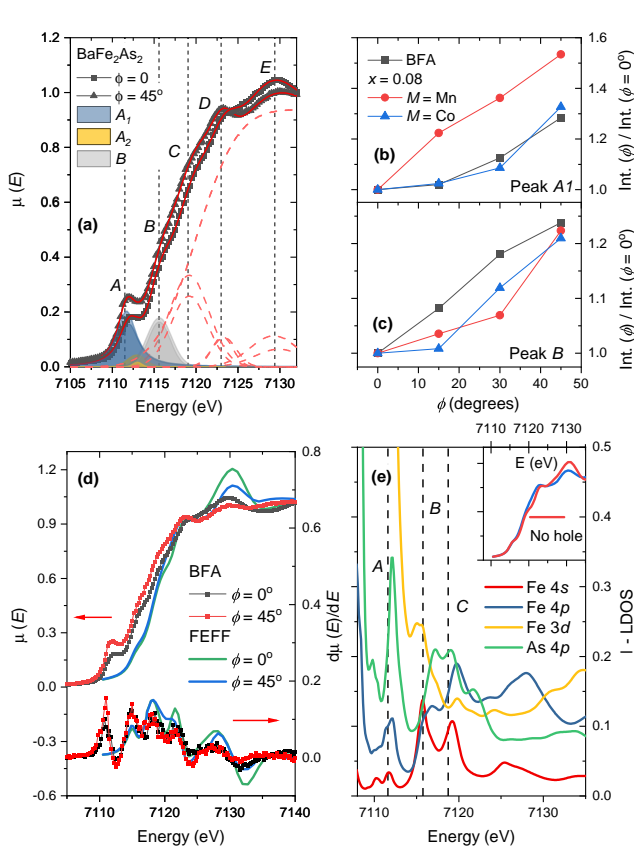 BaFe2As2
ϕ = 0
ϕ = 45º
A1
A2
B
A
B
C
D
E
(a)
μ (E)
0.0
0.2
0.4
0.6
0.8
1.0
1.2
7105
7110
7115
7120
7125
7130
Energy (eV)
BFA
x = 0.08
M = Mn
M = Co
(b)
Peak A1
1.0
1.2
1.4
1.6
Int. (ϕ) / Int. (ϕ = 0°)
(c)
Peak B
1.0
1.1
1.2
Int. (ϕ) / Int. (ϕ = 0°)
0
10
20
30
40
50
ϕ (degrees)
(d)
BFA
ϕ = 0º
ϕ = 45º
FEFF
ϕ = 0º
ϕ = 45º
μ (E)
-0.6
-0.3
0.0
0.3
0.6
0.9
1.2
0.0
0.2
0.4
0.6
0.8
dμ (E)/dE
7110
7120
7130
7140
Energy (eV)
(e)
7110
7120
7130
E (eV)
No hole
A
B
C
Fe 4s
Fe 4p
Fe 3d
As 4p
0.0
0.1
0.2
0.3
0.4
0.5
l - LDOS
7110
7120
7130
Energy (eV)